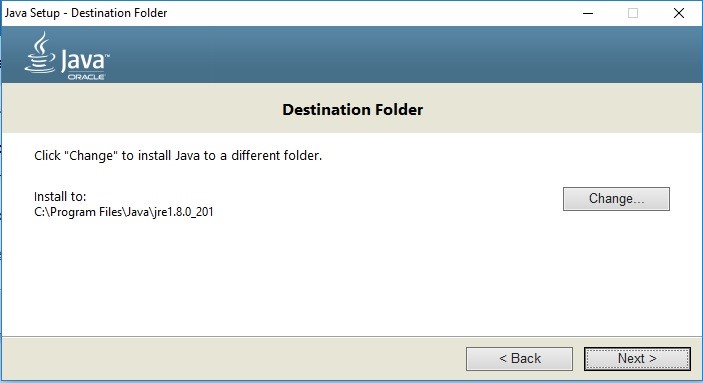 Java Setup - Destination Folder
Java™
ORACLE
Destination Folder
Click "Change" to install Java to a different folder.
Install to:
C:\Program Files\Java\jre1.8.0_201
Change...
< Back
Next >